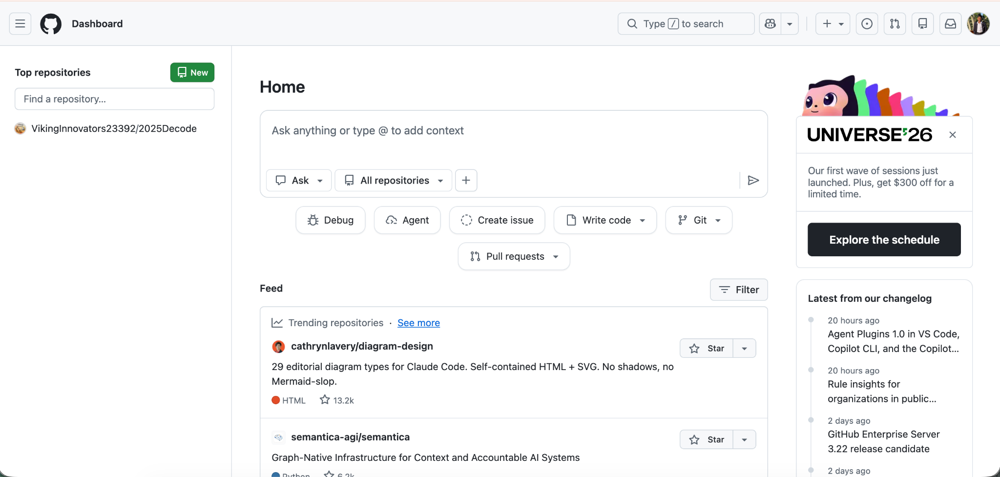 Dashboard
Type / to search
Top repositories
New
Find a repository...
VikingInnovators23392/2025Decode
Home
Ask anything or type @ to add context
Ask
All repositories
Debug
Agent
Create issue
Write code
Git
Pull requests
Feed
Filter
Trending repositories · See more
cathrynlavery/diagram-design
Star
29 editorial diagram types for Claude Code. Self-contained HTML + SVG. No shadows, no
Mermaid-slop.
HTML
13.2k
semantica-agi/semantica
Star
Graph-Native Infrastructure for Context and Accountable AI Systems
Python
6.2k
UNIVERSE'26
Our first wave of sessions just
launched. Plus, get $300 off for a
limited time.
Explore the schedule
Latest from our changelog
20 hours ago
Agent Plugins 1.0 in VS Code,
Copilot CLI, and the Copilot...
20 hours ago
Rule insights for
organizations in public...
2 days ago
GitHub Enterprise Server
3.22 release candidate
2 days ago